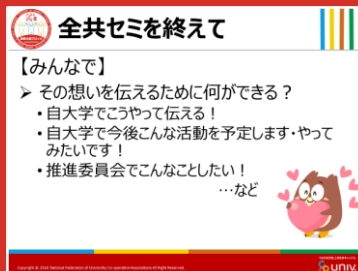 全共セミを終えて
【みんなで】
➢ その想いを伝えるために何ができる？
・自大学でこうやって伝える！
・自大学で今後こんな活動を予定します・やって
みたいです！
・推進委員会でこんなことしたい！
…など
univ.